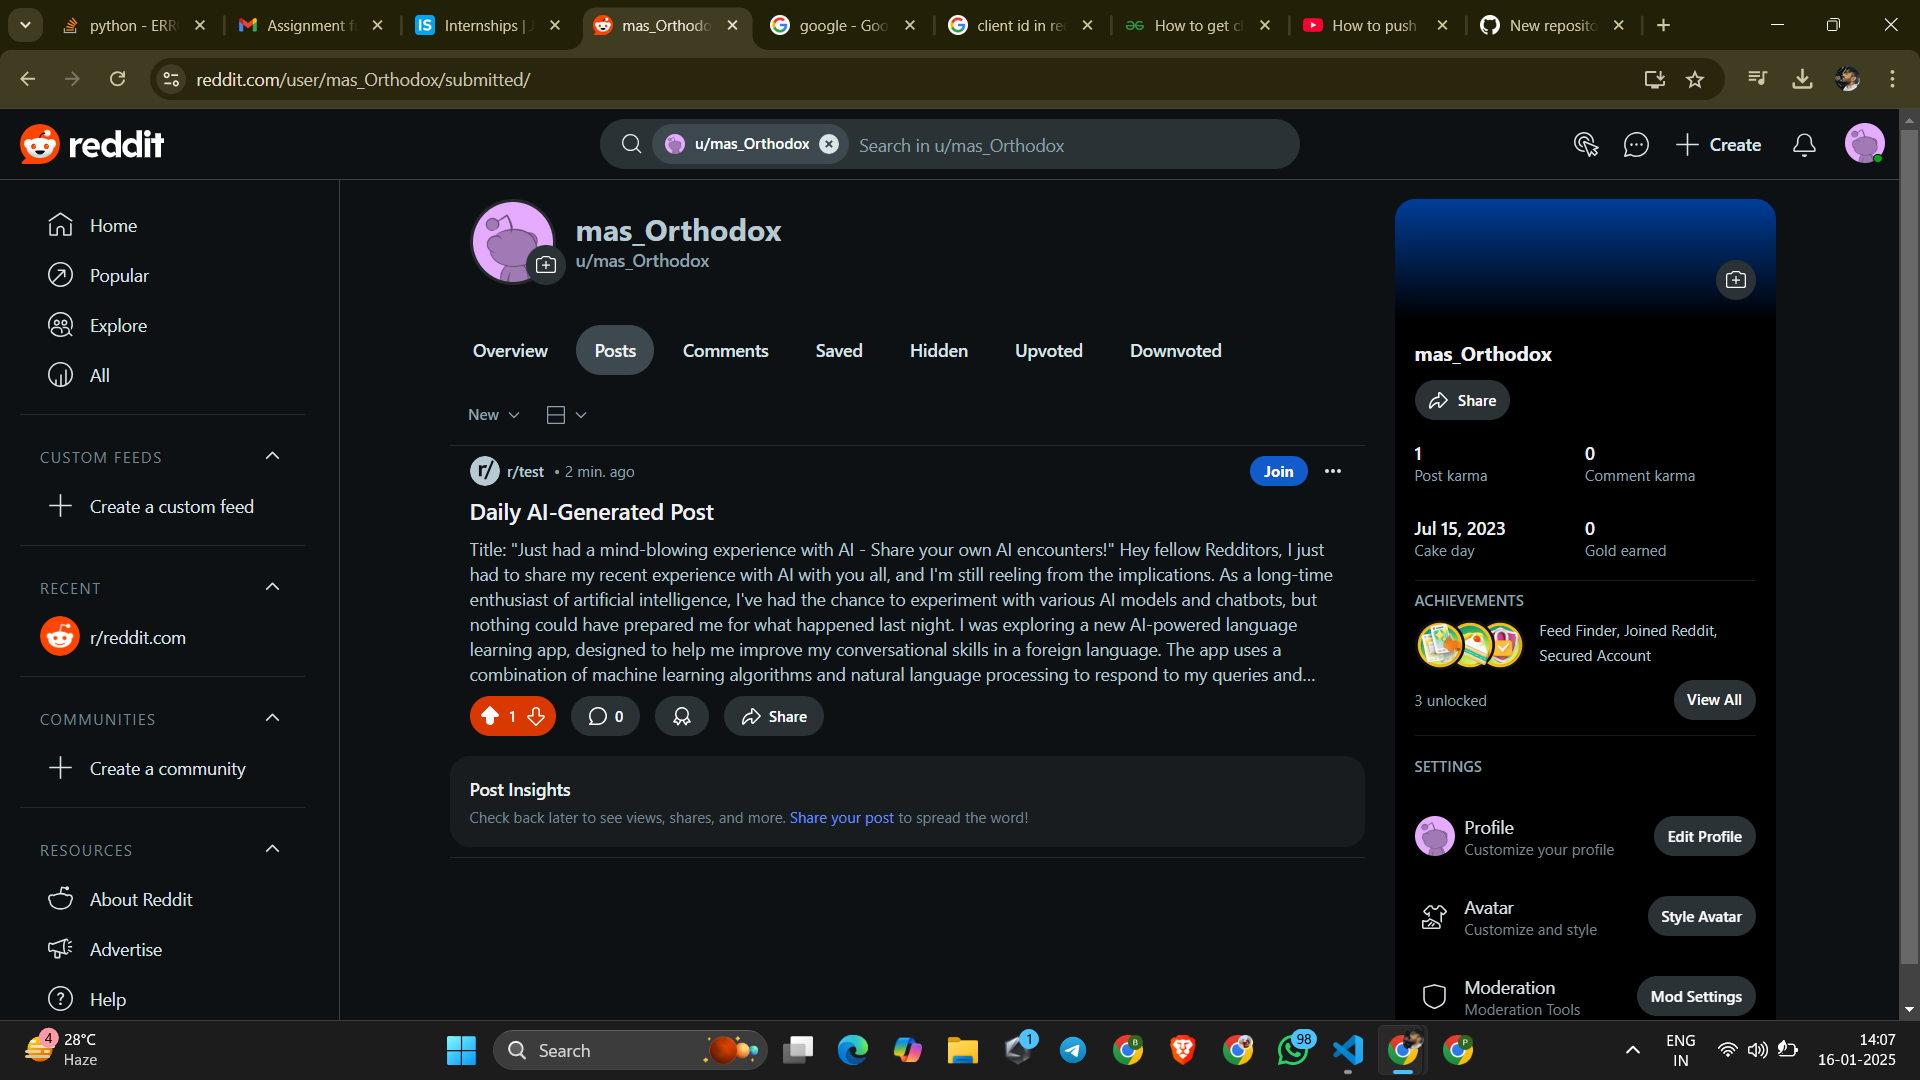 python - ERR
Assignment f
Internships | J
mas_Orthodo
google - Goo
client id in re
How to get cl
How to push
New reposito
reddit.com/user/mas_Orthodox/submitted/
reddit
u/mas_Orthodox
Search in u/mas_Orthodox
Create
Home
Popular
Explore
All
CUSTOM FEEDS
Create a custom feed
RECENT
r/reddit.com
COMMUNITIES
Create a community
RESOURCES
About Reddit
Advertise
Help
mas_Orthodox
u/mas_Orthodox
Overview
Posts
Comments
Saved
Hidden
Upvoted
Downvoted
New
r/
r/test • 2 min. ago
Join
Daily AI-Generated Post
Title: "Just had a mind-blowing experience with AI - Share your own AI encounters!" Hey fellow Redditors, I just
had to share my recent experience with AI with you all, and I'm still reeling from the implications. As a long-time
enthusiast of artificial intelligence, I've had the chance to experiment with various AI models and chatbots, but
nothing could have prepared me for what happened last night. I was exploring a new AI-powered language
learning app, designed to help me improve my conversational skills in a foreign language. The app uses a
combination of machine learning algorithms and natural language processing to respond to my queries and...
1
0
Share
Post Insights
Check back later to see views, shares, and more. Share your post to spread the word!
mas_Orthodox
Share
1
Post karma
0
Comment karma
Jul 15, 2023
Cake day
0
Gold earned
ACHIEVEMENTS
Feed Finder, Joined Reddit,
Secured Account
3 unlocked
View All
SETTINGS
Profile
Customize your profile
Edit Profile
Avatar
Customize and style
Style Avatar
Moderation
Moderation Tools
Mod Settings
4
28°C
Haze
Search
1
B
98
P
ENG
IN
14:07
16-01-2025